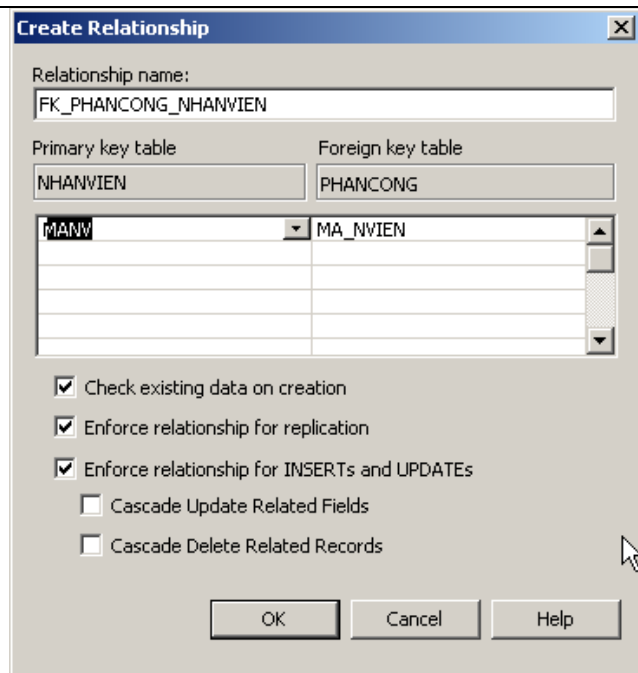 Create Relationship
Relationship name:
FK_PHANCONG_NHANVIEN
Primary key table Foreign key table
NHANVIEN PHANCONG
MANV MA_NVIEN
Check existing data on creation
Enforce relationship for replication
Enforce relationship for INSERTs and UPDATEs
Cascade Update Related Fields
Cascade Delete Related Records
OK Cancel Help